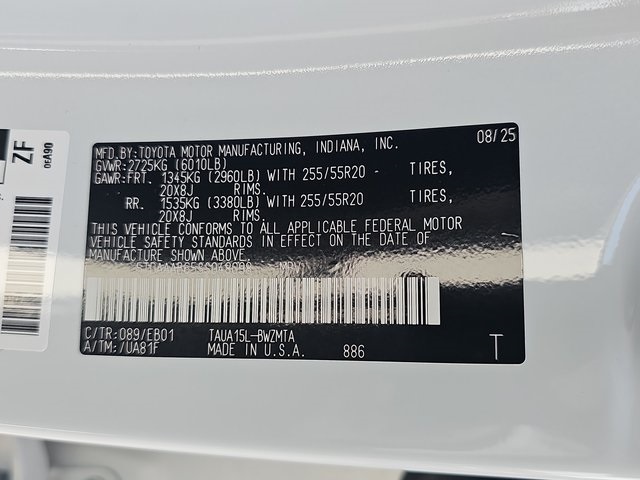 MFD.BY:TOYOTA MOTOR MANUFACTURING, INDIANA, INC. 08/25
GVWR:2725KG (6010LB)
GAWR:FRT. 1345KG (2960LB) WITH 255/55R20 TIRES,
20X8J RIMS.
RR. 1535KG (3380LB) WITH 255/55R20 TIRES,
20X8J RIMS.
THIS VEHICLE CONFORMS TO ALL APPLICABLE FEDERAL MOTOR
VEHICLE SAFETY STANDARDS IN EFFECT ON THE DATE OF
MANUFACTURE SHOWN ABOVE.
C/TR:089/EB01 TAUA15L-BWZMTA
A/TM:/UA81F MADE IN U.S.A. 886 T
ZF